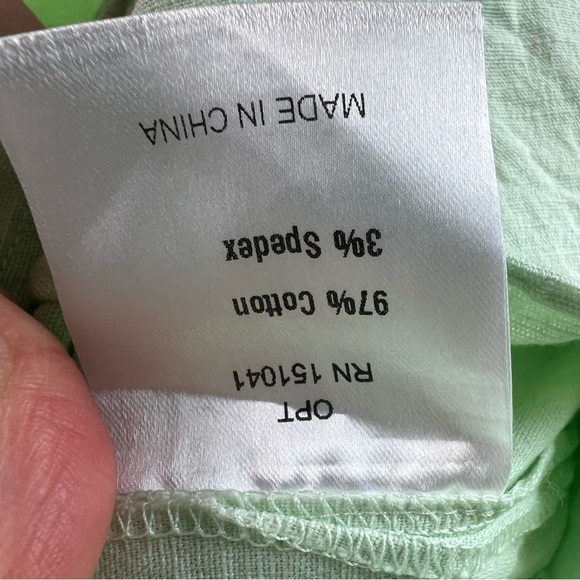 OPT
RN 151041
97% Cotton
3% Spedex
MADE IN CHINA